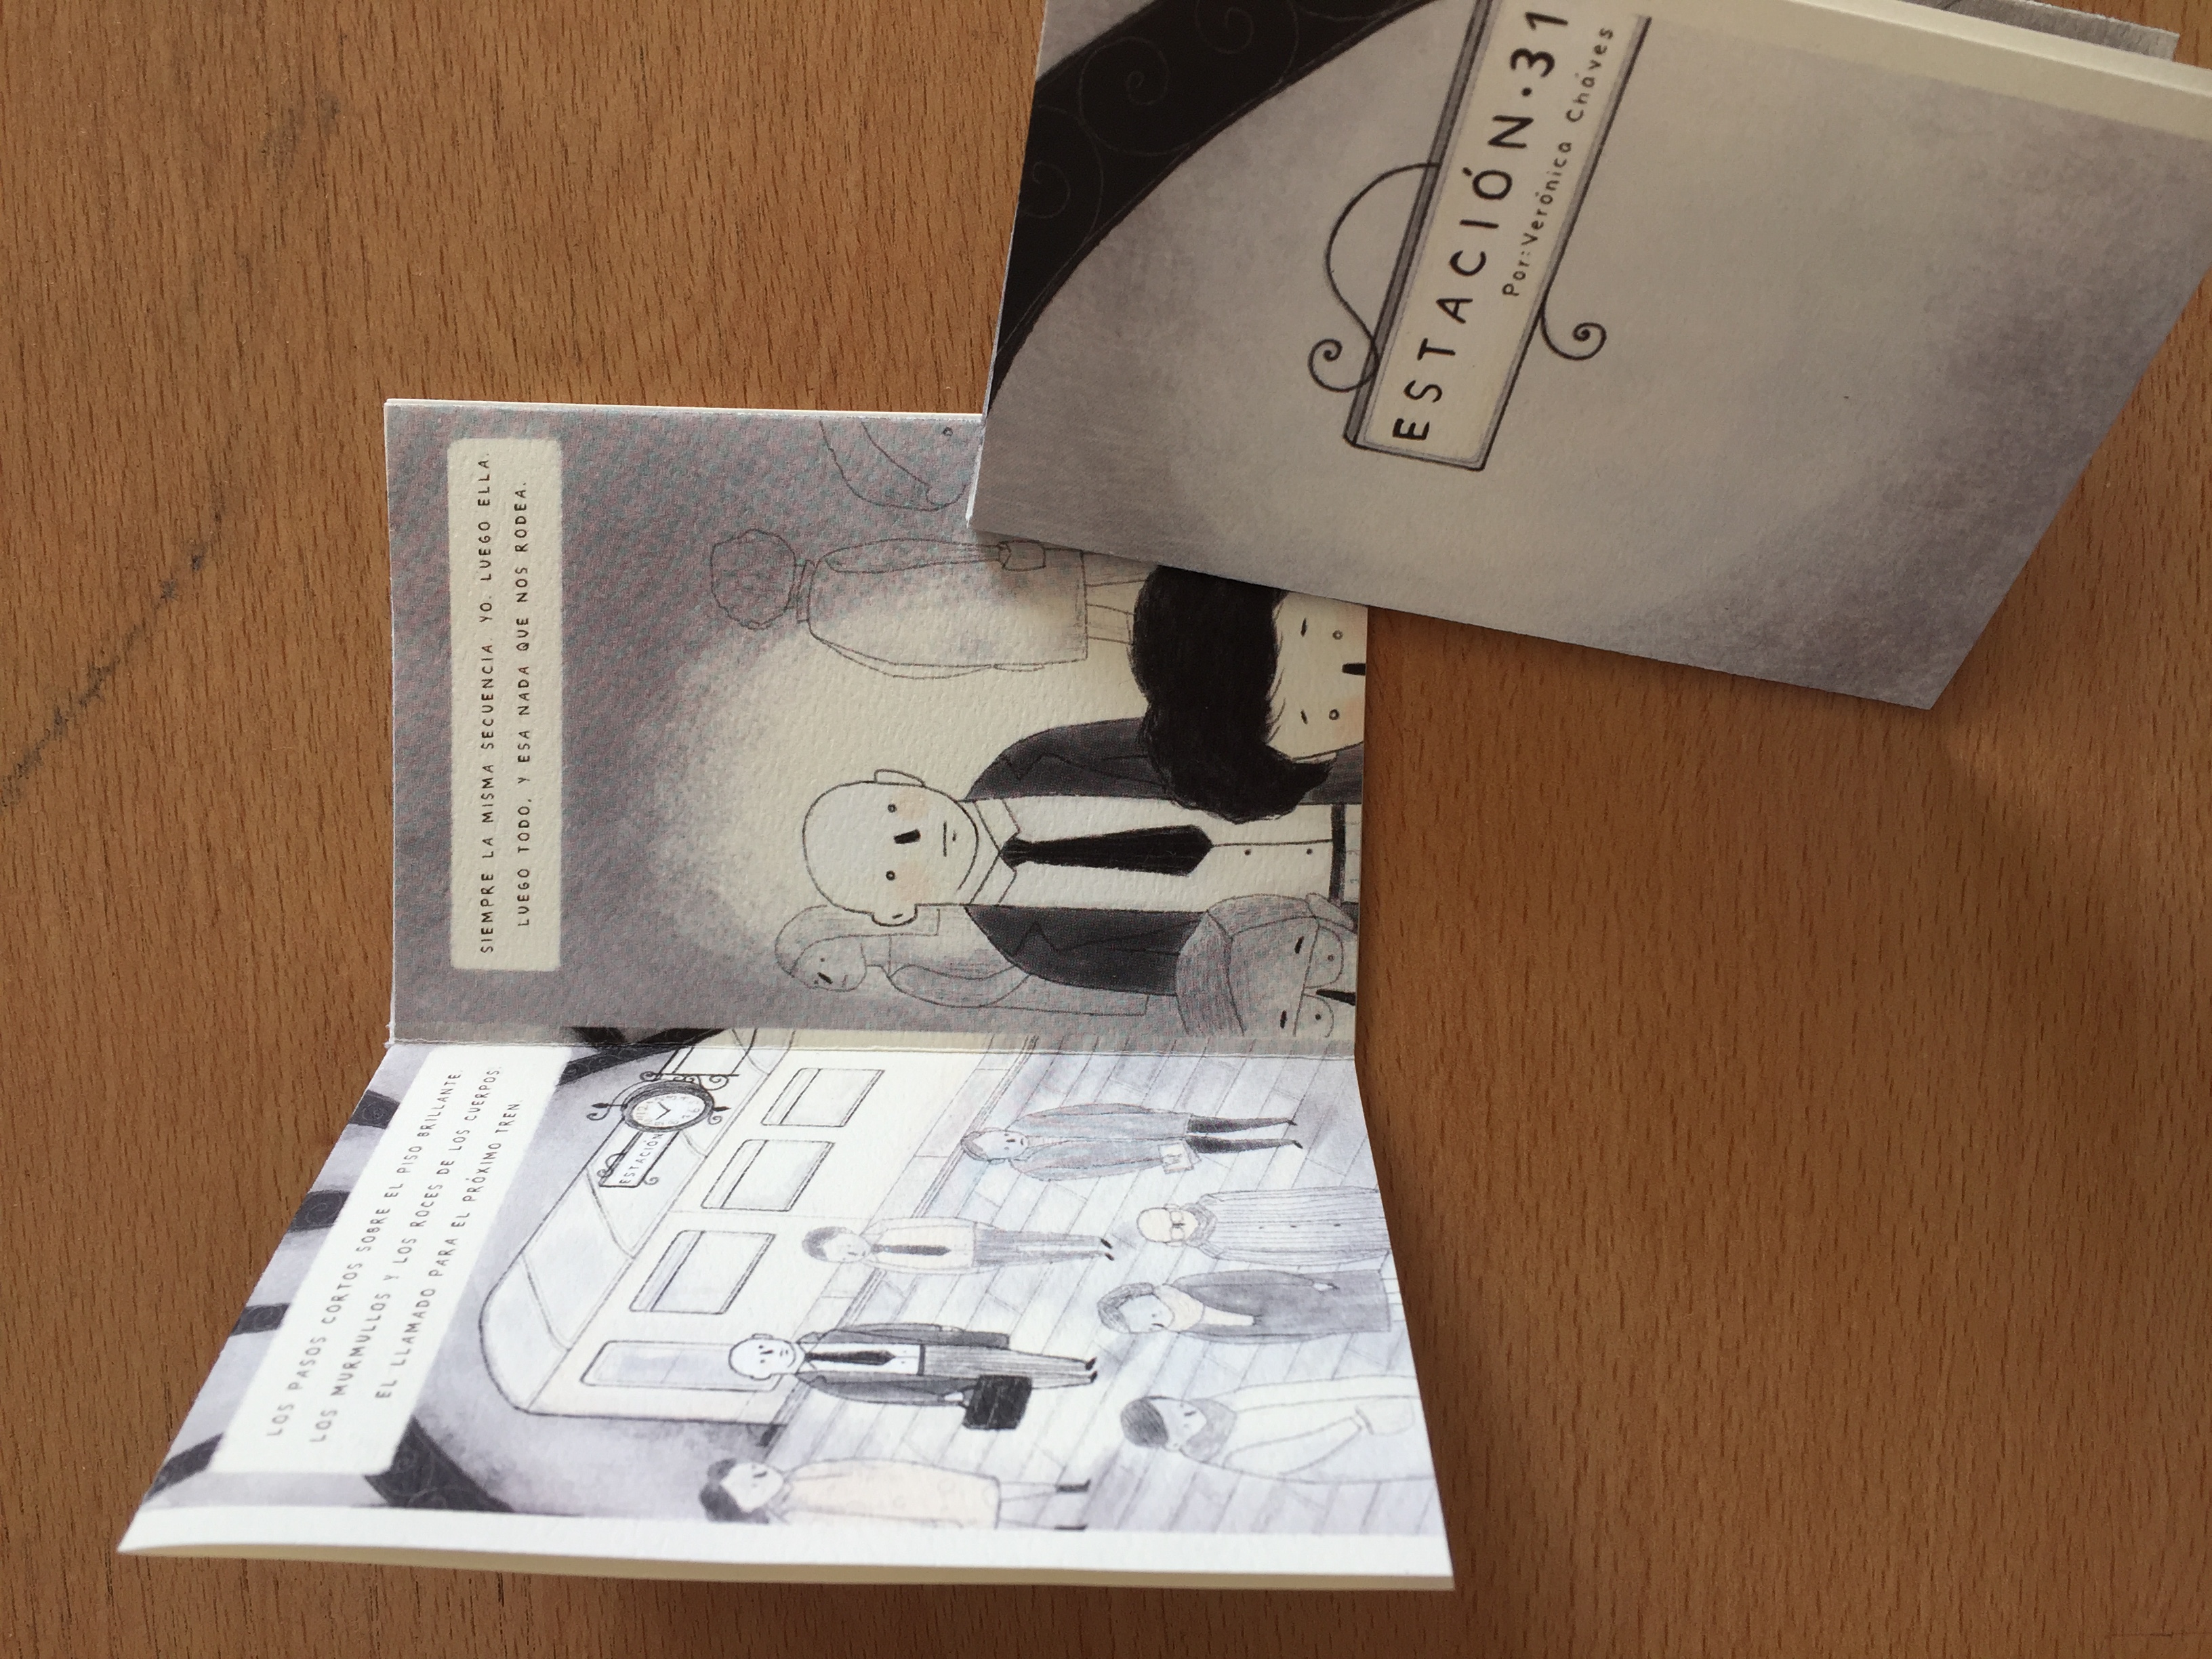 LOS PASOS CORTOS SOBRE EL PISO BRILLANTE.
LOS MURMULLOS Y LOS ROCES DE LOS CUERPOS.
EL LLAMADO PARA EL PRÓXIMO TREN.
ESTACIÓN
SIEMPRE LA MISMA SECUENCIA. YO. LUEGO ELLA.
LUEGO TODO, Y ESA NADA QUE NOS RODEA.
ESTACIÓN·31
Por: Verónica Cháves